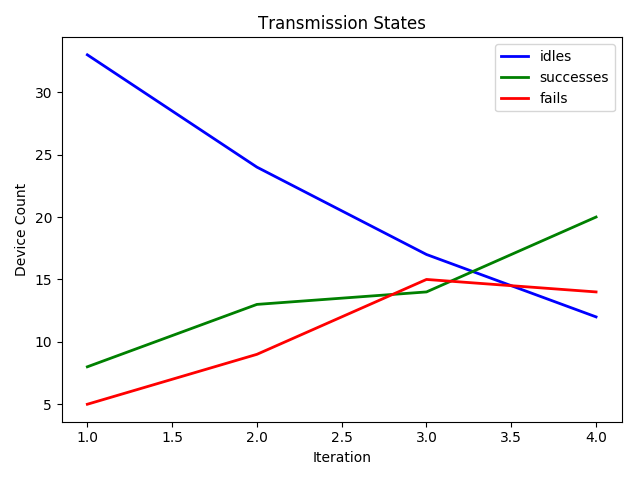 Transmission States
idles
successes
fails
Device Count
30
25
20
15
10
5
1.0 1.5 2.0 2.5 3.0 3.5 4.0
Iteration